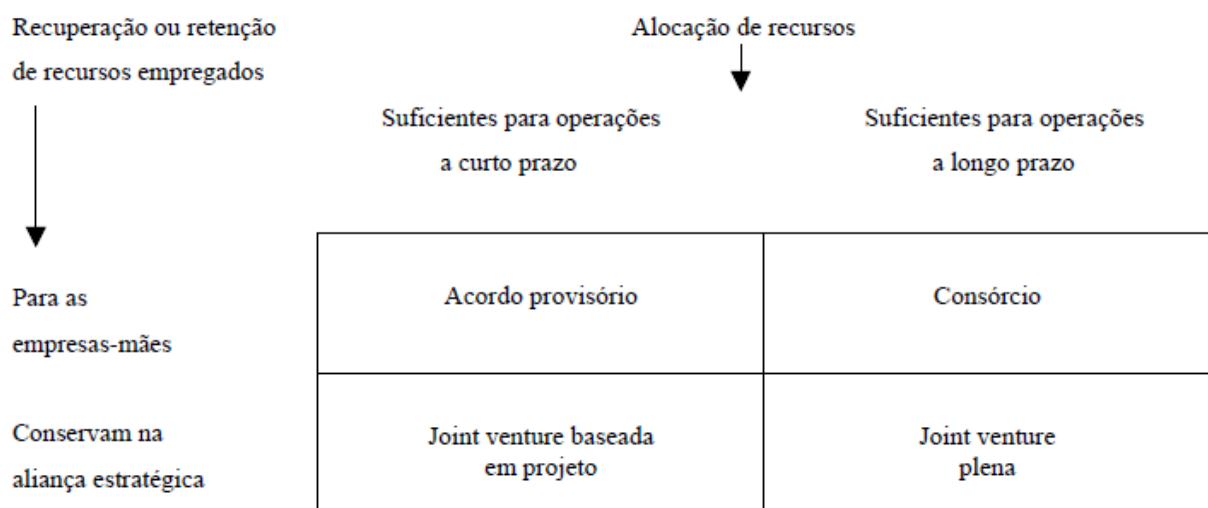 Recuperação ou retenção
de recursos empregados
Alocação de recursos
Suficientes para operações
a curto prazo
Suficientes para operações
a longo prazo
Para as
empresas-mães
Acordo provisório
Consórcio
Conservam na
aliança estratégica
Joint venture baseada
em projeto
Joint venture
plena